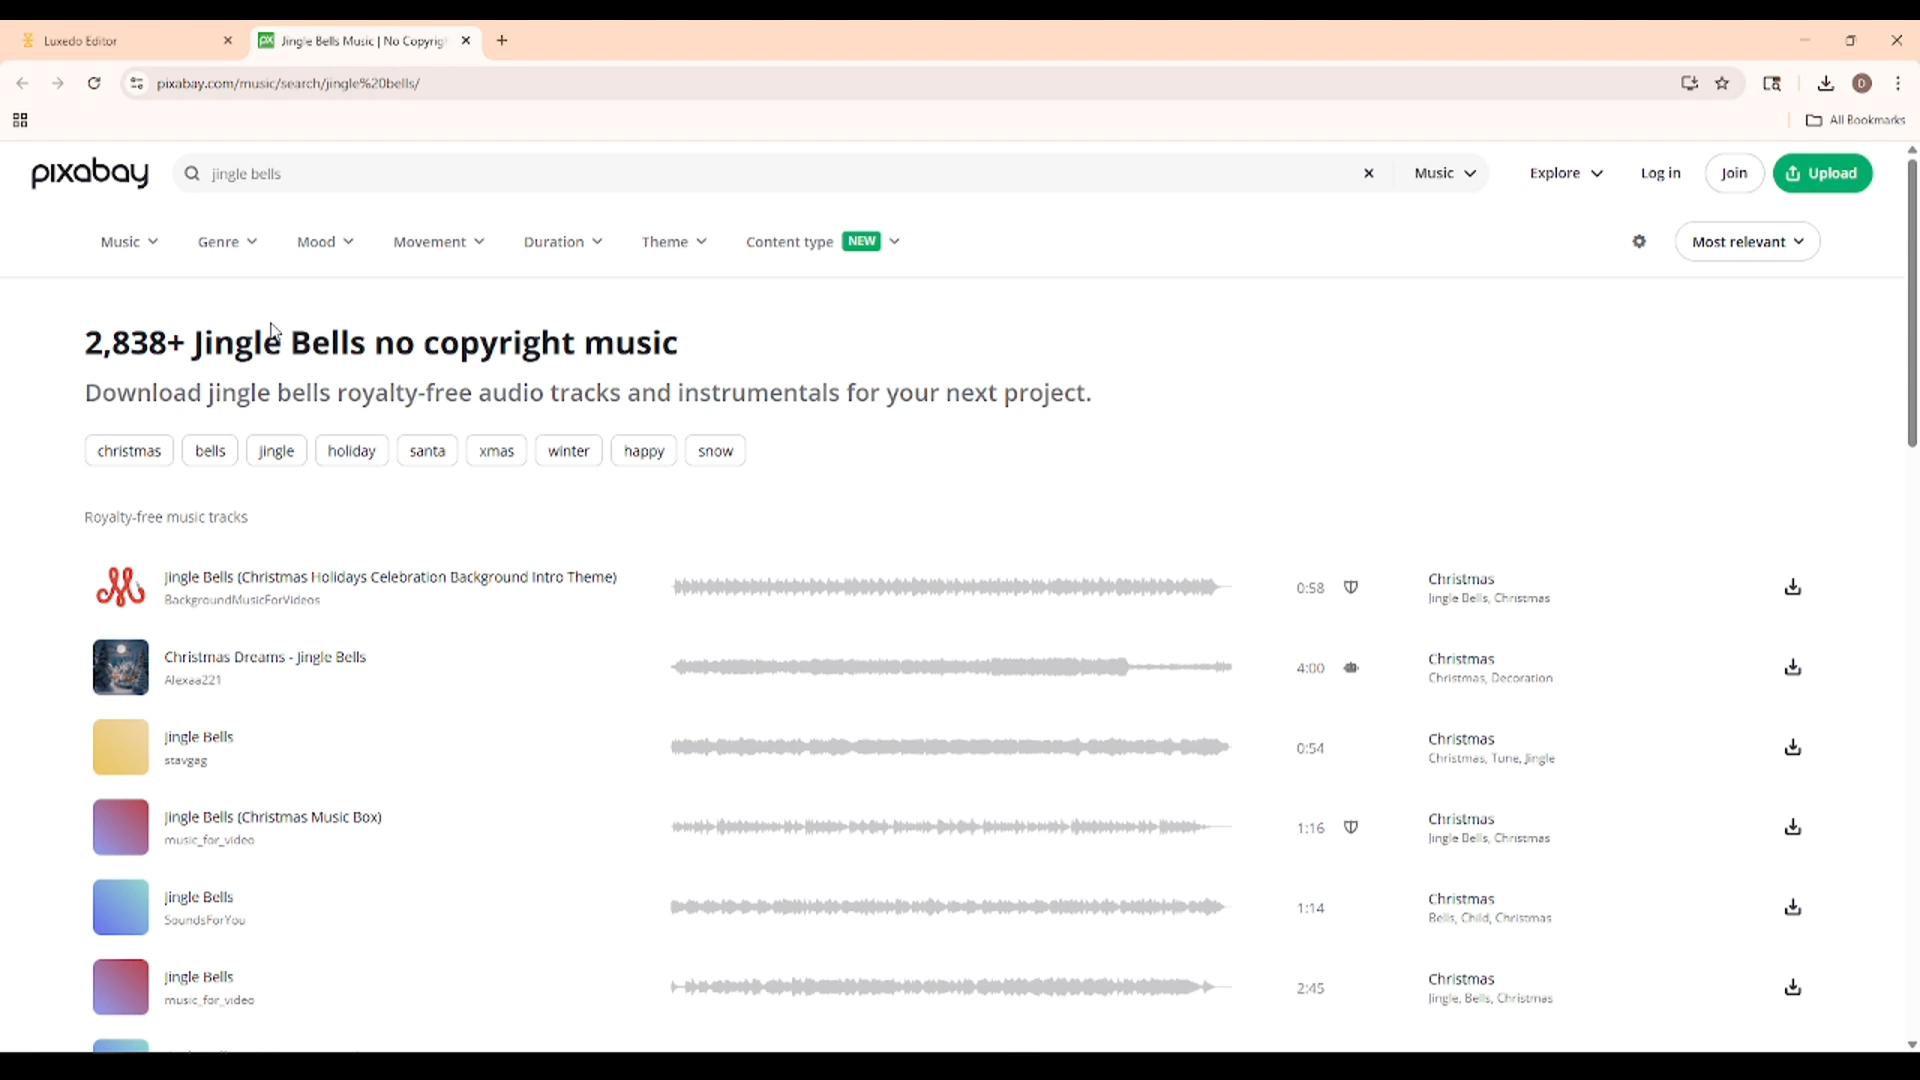 Luxedo Editor
Jingle Bells Music | No Copyrig
pixabay.com/music/search/jingle%20bells/
All Bookmarks
pixabay
jingle bells
Music
Explore
Log in
Join
Upload
Music
Genre
Mood
Movement
Duration
Theme
Content type NEW
Most relevant
2,838+ Jingle Bells no copyright music
Download jingle bells royalty-free audio tracks and instrumentals for your next project.
christmas
bells
jingle
holiday
santa
xmas
winter
happy
snow
Royalty-free music tracks
Jingle Bells (Christmas Holidays Celebration Background Intro Theme)
BackgroundMusicForVideos
0:58
Christmas
Jingle Bells, Christmas
Christmas Dreams - Jingle Bells
Alexaa221
4:00
Christmas
Christmas, Decoration
Jingle Bells
stavgag
0:54
Christmas
Christmas, Tune, Jingle
Jingle Bells (Christmas Music Box)
music_for_video
1:16
Christmas
Jingle Bells, Christmas
Jingle Bells
SoundsForYou
1:14
Christmas
Bells, Child, Christmas
Jingle Bells
music_for_video
2:45
Christmas
Jingle, Bells, Christmas